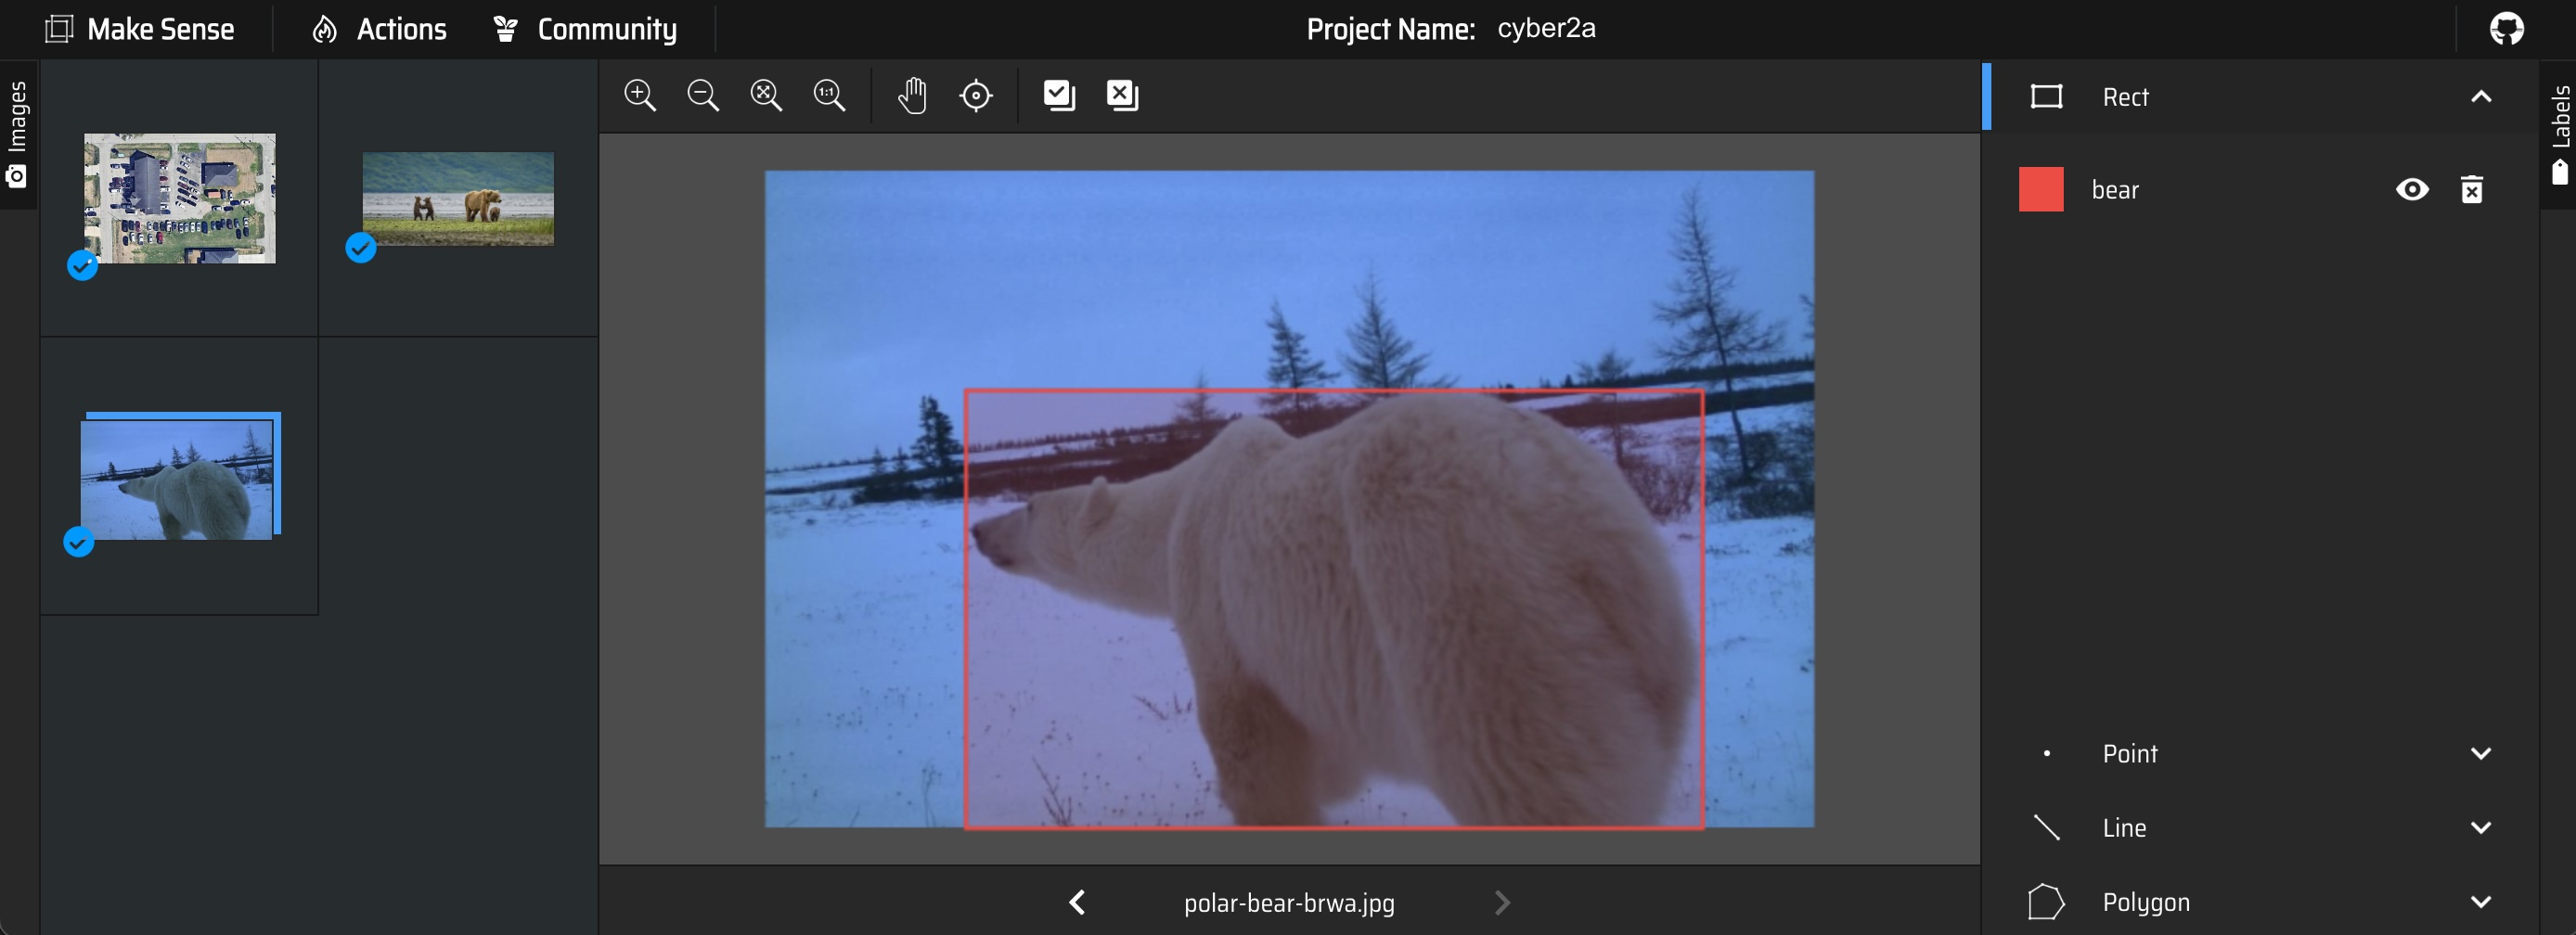 Make Sense
Actions
Community
Project Name: cyber2a
Images
1:1
Rect
bear
Labels
Point
Line
Polygon
polar-bear-brwa.jpg